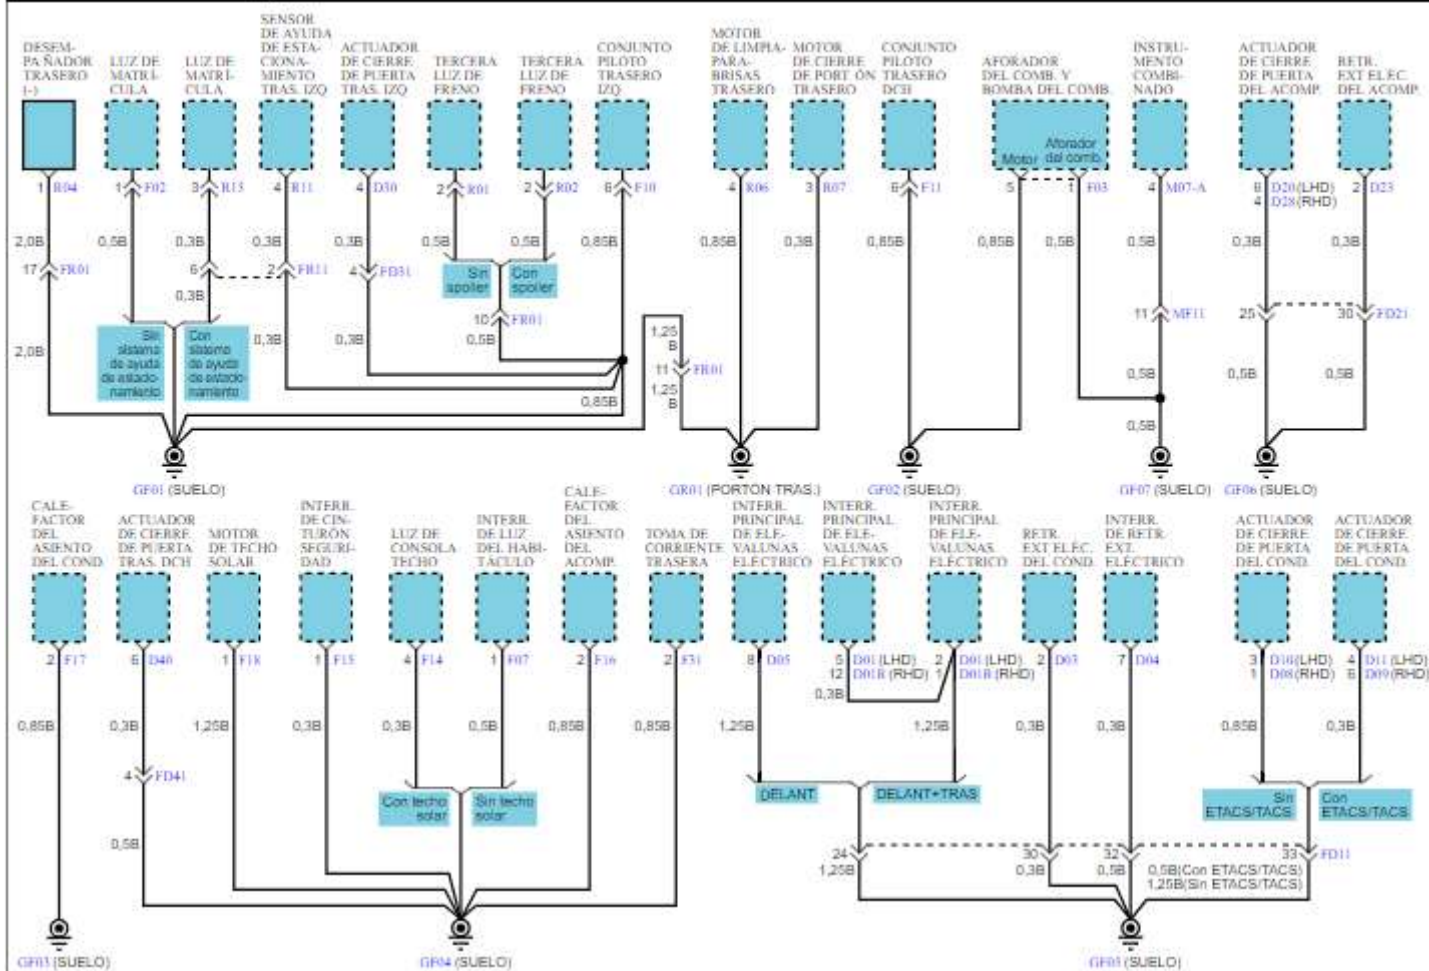 DESEM-
PA ÑADOR
TRASERO
(-)
LUZ DE
MATRÍ-
CULA
LUZ DE
MATRÍ-
CULA
SENSOR
DE AYUDA
DE ESTA-
CIONA-
MIENTO
TRAS. IZQ
ACTUADOR
DE CIERRE
DE PUERTA
TRAS. IZQ
TERCERA
LUZ DE
FRENO
TERCERA
LUZ DE
FRENO
CONJUNTO
PILOTO
TRASERO
IZQ
MOTOR
DE LIMPIA-
PARA-
BRISAS
TRASERO
MOTOR
DE CIERRE
DE PORT ÓN
TRASERO
CONJUNTO
PILOTO
TRASERO
DCH
AFORADOR
DEL COMB. Y
BOMBA DEL COMB.
INSTRU-
MENTO
COMBI-
NADO
ACTUADOR
DE CIERRE
DE PUERTA
DEL ACOMP.
RETR.
EXT ELEC.
DEL ACOMP.
Motor
Aforador
del comb.
1 R04
1 F02
3 R15
4 R11
4 D30
2 R01
2 R02
6 F10
4 R06
3 R07
6 F11
5
1 F03
4 M07-A
6 D20(LHD)
4 D28(RHD)
2 D23
2,0B
0,5B
0,3B
0,3B
0,3B
0,5B
0,5B
0,85B
0,85B
0,3B
0,85B
0,85B
0,5B
0,5B
0,3B
0,3B
17 FR01
6
2 FR11
4 FD31
Sin
spoiler
Con
spoiler
0,3B
10 FR01
11 MF11
25
30 FD21
2,0B
Sin
sistama
de ayuda
de estacio-
namiento
Con
sistema
de ayuda
de estacio-
namiento
0,3B
0,3B
0,5B
1,25
B
11 FR01
1,25
B
0,85B
0,5B
0,5B
0,5B
0,5B
GF01 (SUELO)
GR01 (PORTON TRAS.)
GF02 (SUELO)
GF07 (SUELO)
GF06 (SUELO)
CALE-
FACTOR
DEL
ASIENTO
DEL COND.
ACTUADOR
DE CIERRE
DE PUERTA
TRAS. DCH
MOTOR
DE TECHO
SOLAR
INTERR.
DE CIN-
TURÓN
SEGURI-
DAD
LUZ DE
CONSOLA
TECHO
INTERR.
DE LUZ
DEL HABI-
TÁCULO
CALE-
FACTOR
DEL
ASIENTO
DEL
ACOMP.
TOMA DE
CORRIENTE
TRASERA
INTERR.
PRINCIPAL
DE ELE-
VALUNAS
ELÉCTRICO
INTERR.
PRINCIPAL
DE ELE-
VALUNAS
ELÉCTRICO
INTERR.
PRINCIPAL
DE ELE-
VALUNAS
ELÉCTRICO
RETR.
EXT ELÉC.
DEL COND.
INTERR.
DE RETR.
EXT.
ELÉCTRICO
ACTUADOR
DE CIERRE
DE PUERTA
DEL COND.
ACTUADOR
DE CIERRE
DE PUERTA
DEL COND.
2 F17
6 D40
1 F18
1 F15
4 F14
1 F07
2 F16
2 F31
8 D05
5 D01(LHD)
12 D01B(RHD)
2 D01(LHD)
1 D01B(RHD)
2 D03
7 D04
3 D10(LHD)
1 D08(RHD)
4 D11(LHD)
6 D09(RHD)
0,3B
0,85B
0,3B
1,25B
0,3B
0,3B
0,5B
0,85B
0,85B
1,25B
1,25B
0,3B
0,3B
0,85B
0,3B
4 FD41
Con techo
solar
Sin techo
solar
DELANT
DELANT+TRAS
Sin
ETACS/TACS
Con
ETACS/TACS
0,5B
24
30
32
33 FD11
1,25B
0,3B
0,5B
0,5B(Con ETACS/TACS)
1,25B(Sin ETACS/TACS)
GF03 (SUELO)
GF04 (SUELO)
GF05 (SUELO)